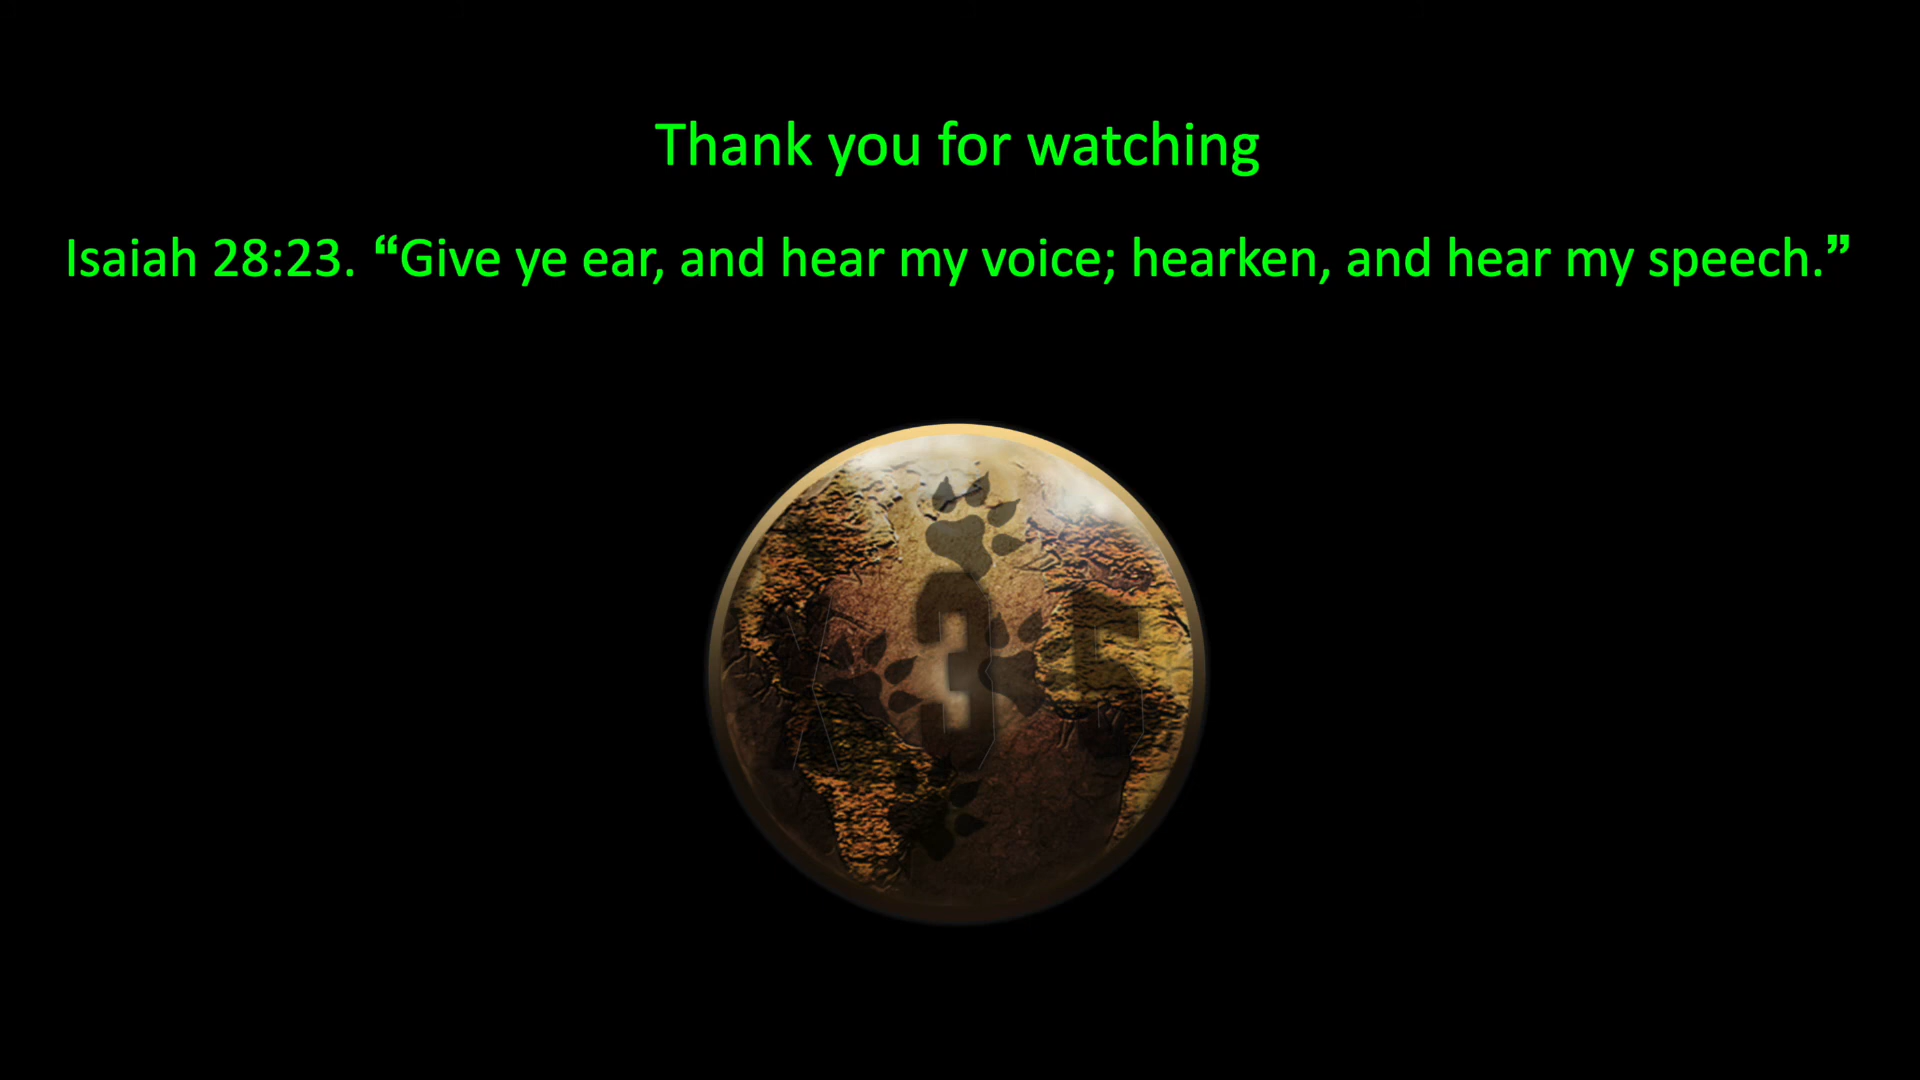 Thank you for watching
Isaiah 28:23. “Give ye ear, and hear my voice; hearken, and hear my speech.”